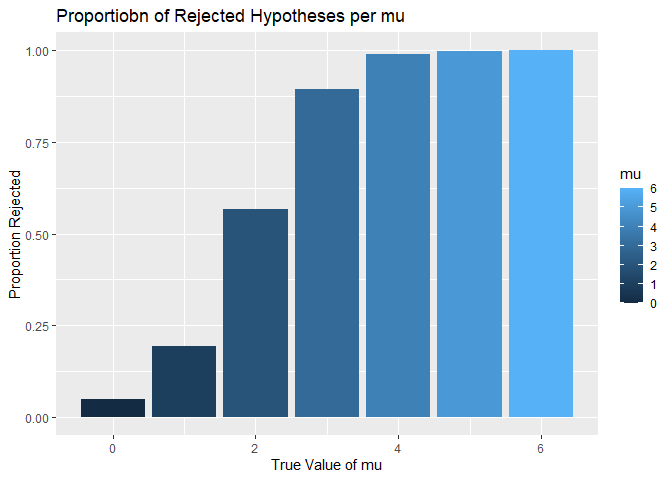 Proportiobn of Rejected Hypotheses per mu
1.00
0.75
0.50
0.25
0.00
Proportion Rejected
0 2 4 6
True Value of mu
mu
6
5
4
3
2
1
0